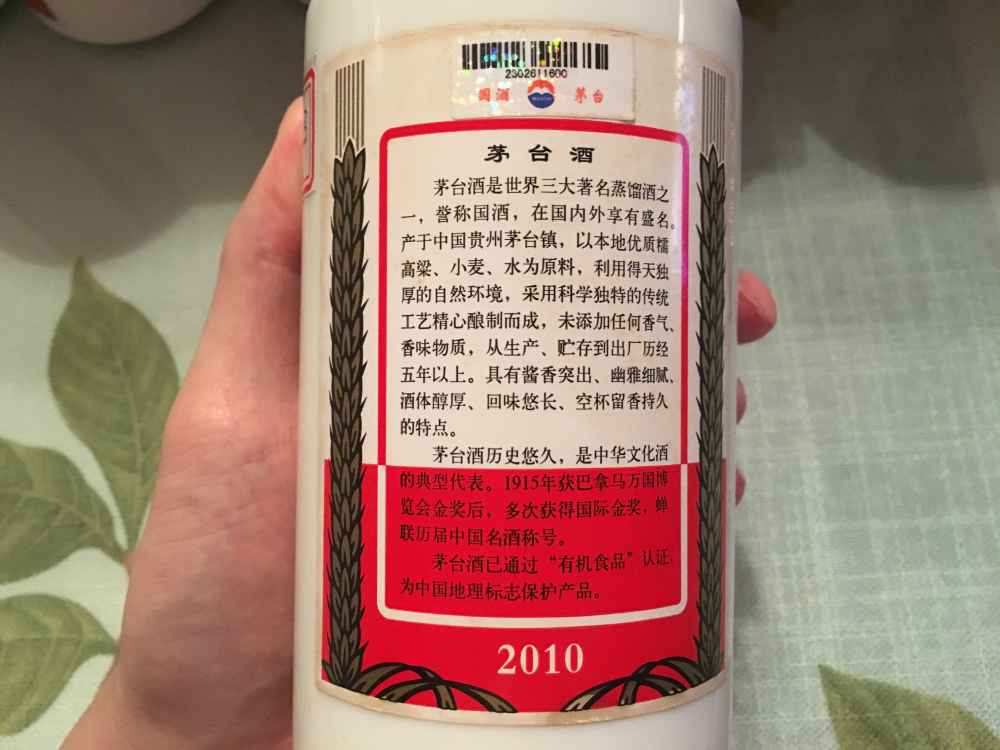 2302611600
国酒 茅台
茅台酒
茅台酒是世界三大著名蒸馏酒之
一，誉称国酒，在国内外享有盛名。
产于中国贵州茅台镇，以本地优质糯
高粱、小麦、水为原料，利用得天独
厚的自然环境，采用科学独特的传统
工艺精心酿制而成，未添加任何香气、
香味物质，从生产、贮存到出厂历经
五年以上。具有酱香突出、幽雅细腻、
酒体醇厚、回味悠长、空杯留香持久
的特点。
茅台酒历史悠久，是中华文化酒
的典型代表。1915年获巴拿马万国博
览会金奖后，多次获得国际金奖，蝉
联历届中国名酒称号。
茅台酒已通过“有机食品”认证，
为中国地理标志保护产品。
2010